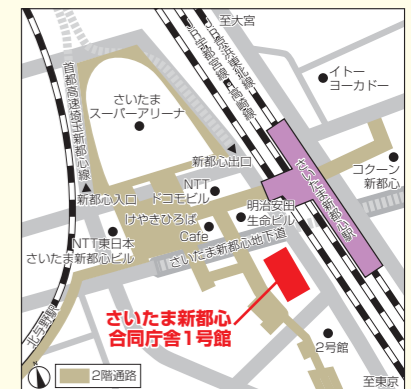 至大宮
JR京浜東北線
JR宇都宮線・高崎線
イトー
ヨーカドー
首都高速埼玉新都心線
さいたま
スーパーアリーナ
新都心出口
さいたま新都心駅
コクーン
新都心
新都心入口
NTT
ドコモビル
けやきひろば
明治安田
生命ビル
Cafe
NTT東日本
さいたま新都心ビル
さいたま新都心地下道
さいたま新都心
合同庁舎1号館
北与野駅
2号館
2階通路
至東京